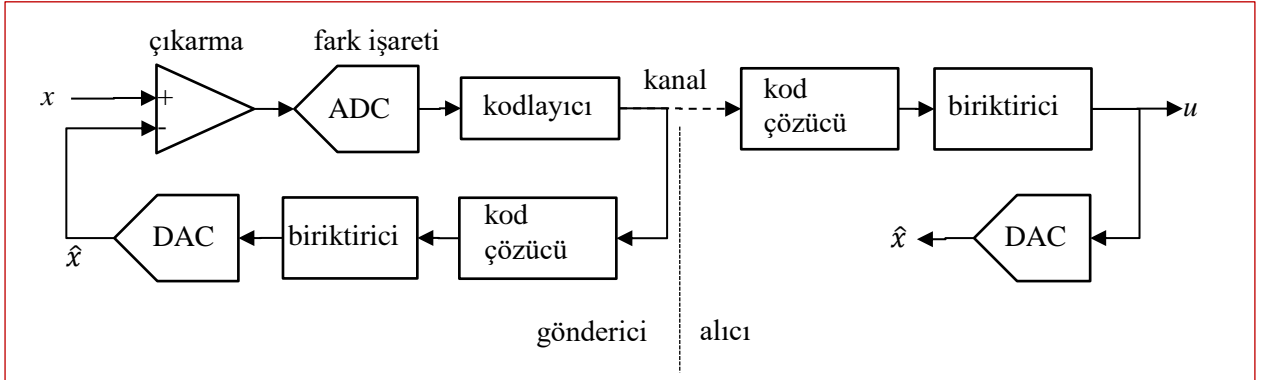 çıkarma
fark işareti
x
+
-
ADC
kodlayıcı
kanal
kod
çözücü
biriktirici
u
x̂
DAC
biriktirici
kod
çözücü
x̂
DAC
gönderici
alıcı